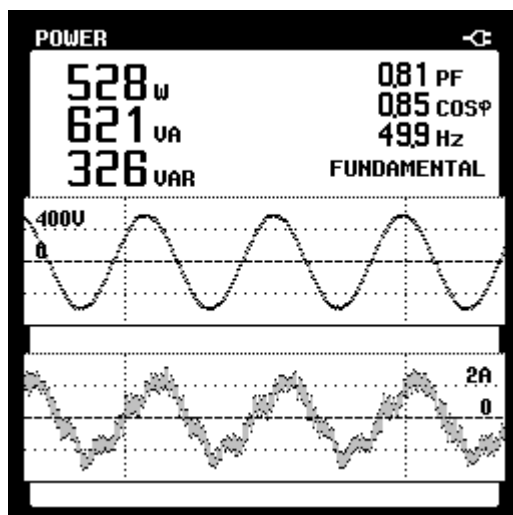 POWER
528 W
0.81 PF
621 VA
0.85 COSφ
326 VAR
49.9 Hz
FUNDAMENTAL
400V
0
2A
0